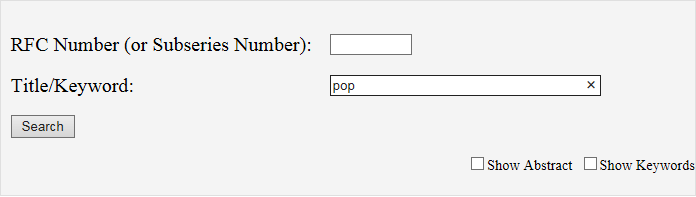 RFC Number (or Subseries Number):
Title/Keyword: pop ×
Search
Show Abstract Show Keywords